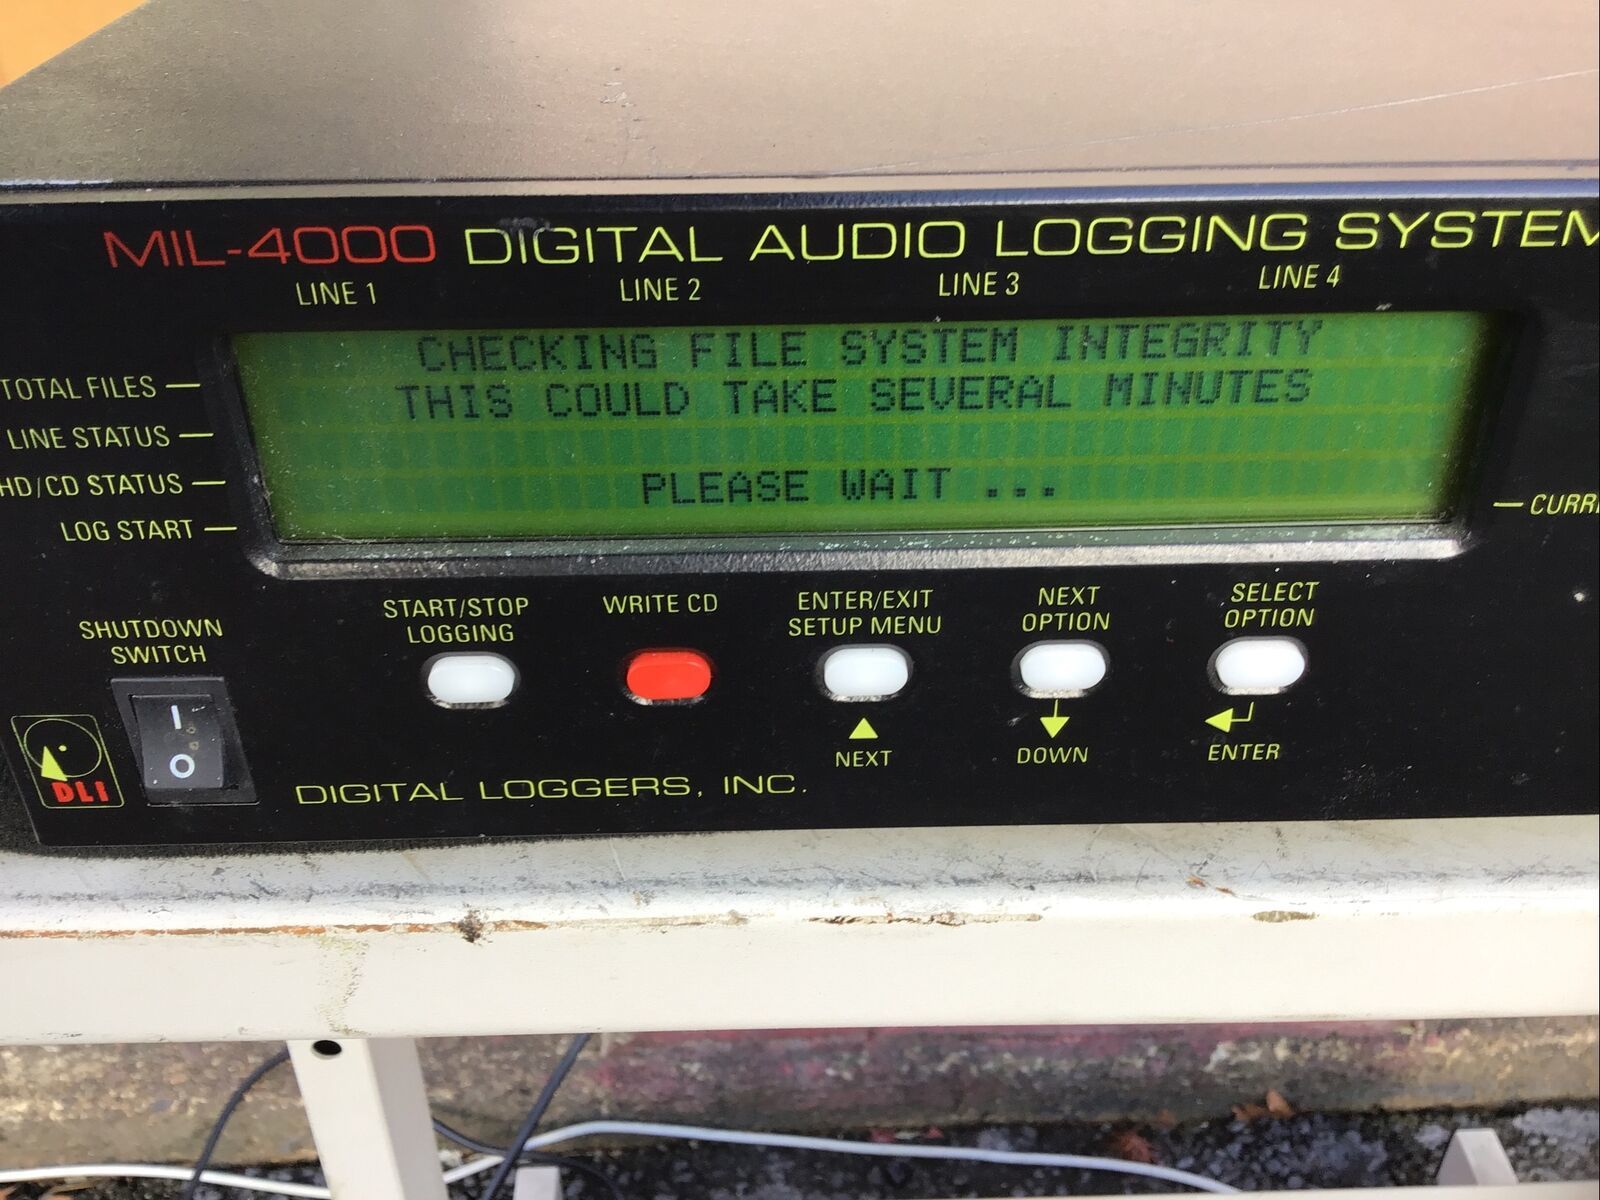 MIL-4000 DIGITAL AUDIO LOGGING SYSTEM
LINE 1 LINE 2 LINE 3 LINE 4
CHECKING FILE SYSTEM INTEGRITY
THIS COULD TAKE SEVERAL MINUTES
PLEASE WAIT ...
TOTAL FILES
LINE STATUS
HD/CD STATUS
LOG START
SHUTDOWN
SWITCH
I
O
START/STOP
LOGGING
WRITE CD
ENTER/EXIT
SETUP MENU
NEXT
OPTION
SELECT
OPTION
NEXT
DOWN
ENTER
DLI
DIGITAL LOGGERS, INC.